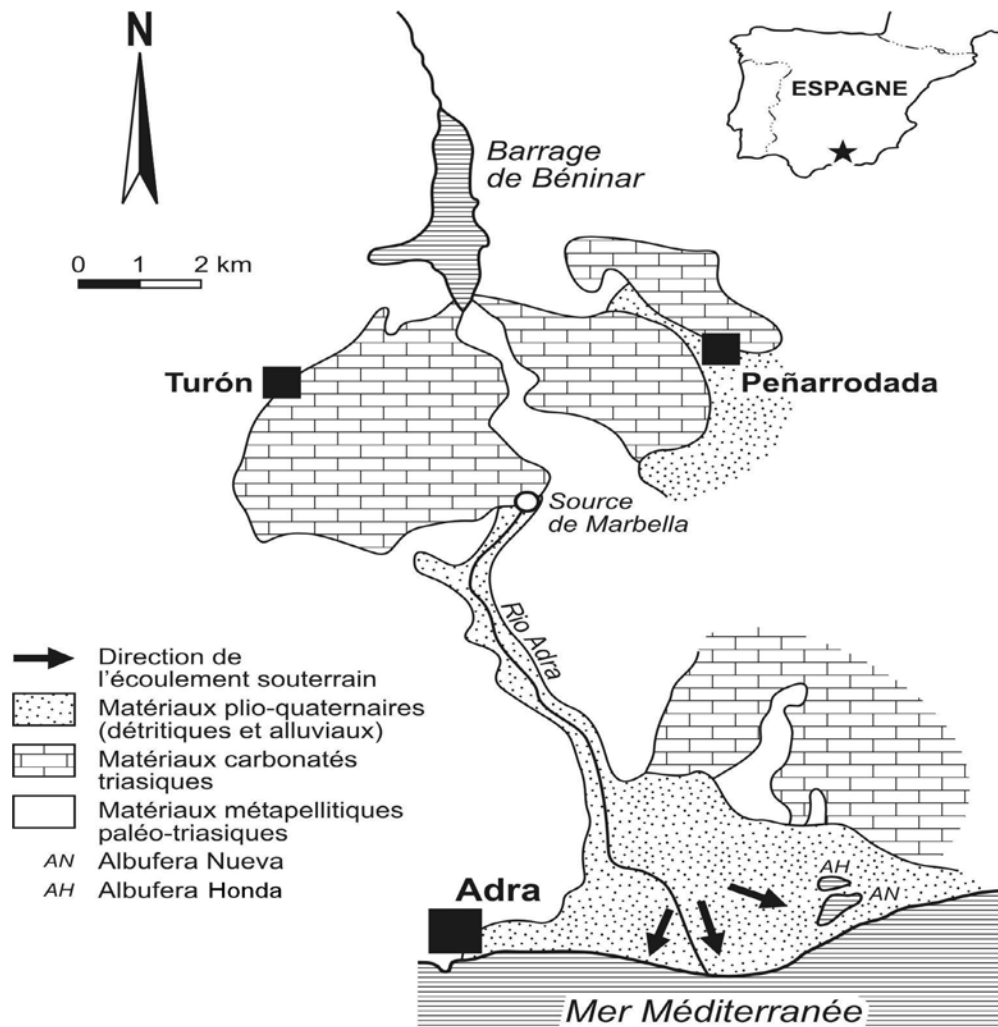 N
ESPAGNE
Barrage
de Béninar
0 1 2 km
Turón
Peñarrodada
Source
de Marbella
Rio Adra
Direction de
l'écoulement souterrain
Matériaux plio-quaternaires
(détritiques et alluviaux)
Matériaux carbonatés
triasiques
Matériaux métapellitiques
paléo-triasiques
AN Albufera Nueva
AH Albufera Honda
AH
AN
Adra
Mer Méditerranée